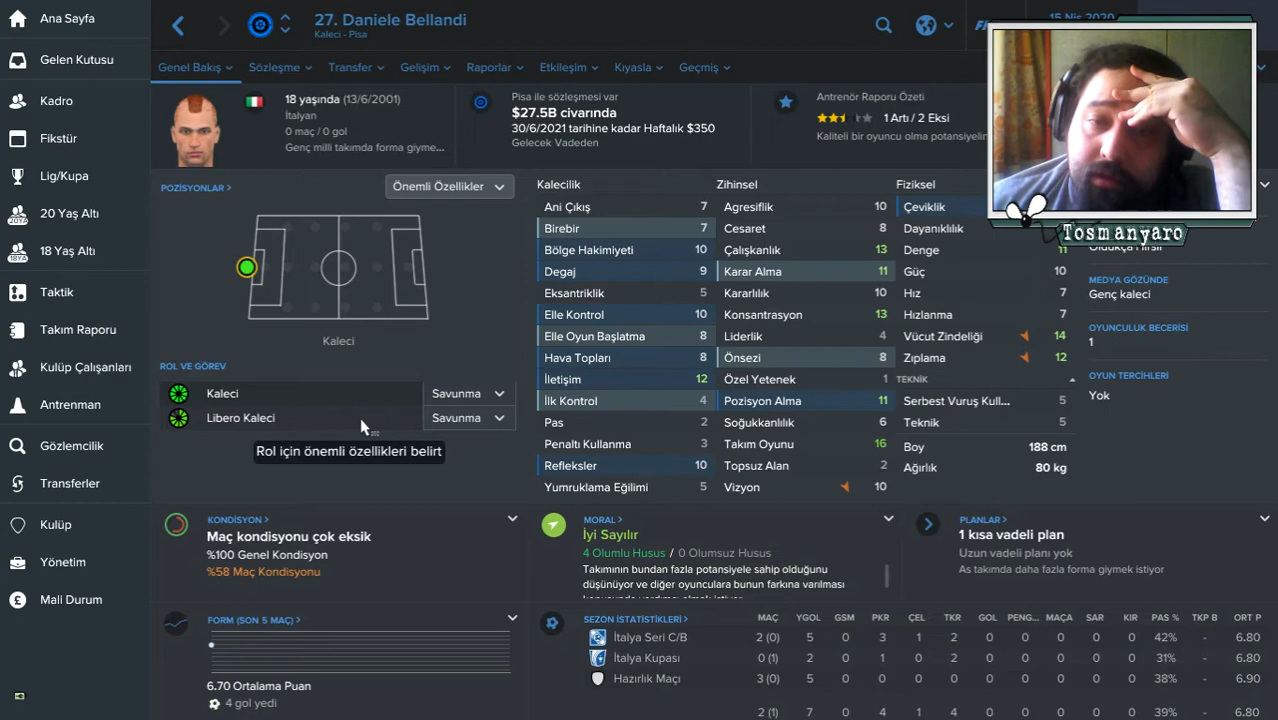 Ana Sayfa
Gelen Kutusu
Kadro
Fikstür
Lig/Kupa
20 Yaş Altı
18 Yaş Altı
Taktik
Takım Raporu
Kulüp Çalışanları
Antrenman
Gözlemcilik
Transferler
Kulüp
Yönetim
Mali Durum
27. Daniele Bellandi
Kaleci - Pisa
15 Nis 2020
Genel Bakış
Sözleşme
Transfer
Gelişim
Raporlar
Etkileşim
Kıyasla
Geçmiş
18 yaşında (13/6/2001)
İtalyan
0 maç / 0 gol
Genç milli takımda forma giyme...
Pisa ile sözleşmesi var
$27.5B civarında
30/6/2021 tarihine kadar Haftalık $350
Gelecek Vadeden
Antrenör Raporu Özeti
1 Artı / 2 Eksi
Kaliteli bir oyuncu olma potansiyelin
Tosmanyaro
POZİSYONLAR >
Önemli Özellikler
Kaleci
ROL VE GÖREV
Kaleci Savunma
Libero Kaleci Savunma
Rol için önemli özellikleri belirt
Kalecilik
Ani Çıkış 7
Birebir 7
Bölge Hakimiyeti 10
Degaj 9
Eksantriklik 5
Elle Kontrol 10
Elle Oyun Başlatma 8
Hava Topları 8
İletişim 12
İlk Kontrol 4
Pas 2
Penaltı Kullanma 3
Refleksler 10
Yumruklama Eğilimi 5
Zihinsel
Agresiflik 10
Cesaret 8
Çalışkanlık 13
Karar Alma 11
Kararlılık 10
Konsantrasyon 13
Liderlik 4
Önsezi 8
Özel Yetenek 1
Pozisyon Alma 11
Soğukkanlılık 6
Takım Oyunu 16
Topsuz Alan 2
Vizyon 10
Fiziksel
Çeviklik
Dayanıklılık
Denge 11
Güç 10
Hız 7
Hızlanma 7
Vücut Zindeliği 14
Zıplama 12
TEKNİK
Serbest Vuruş Kull... 5
Teknik 5
Boy 188 cm
Ağırlık 80 kg
Oldukça Hırslı
MEDYA GÖZÜNDE
Genç kaleci
OYUNCULUK BECERİSİ
1
OYUN TERCİHLERİ
Yok
KONDİSYON >
Maç kondisyonu çok eksik
%100 Genel Kondisyon
%58 Maç Kondisyonu
MORAL >
İyi Sayılır
4 Olumlu Husus / 0 Olumsuz Husus
Takımının bundan fazla potansiyele sahip olduğunu
düşünüyor ve diğer oyunculara bunun farkına varılması
PLANLAR >
1 kısa vadeli plan
Uzun vadeli planı yok
As takımda daha fazla forma giymek istiyor
FORM (SON 5 MAÇ) >
6.70 Ortalama Puan
4 gol yedi
SEZON İSTATİSTİKLERİ > MAÇ YGOL GSM PKR ÇEL TKR GOL PENG... MAÇA SAR KIR PAS % TKP B ORT P
İtalya Seri C/B 2 (0) 5 0 3 1 2 0 0 0 0 0 42% - 6.80
İtalya Kupası 0 (1) 2 0 1 0 2 0 0 0 0 0 31% - 6.80
Hazırlık Maçı 3 (0) 5 0 0 0 0 0 0 0 0 0 38% - 6.90
2 (1) 7 0 4 1 4 0 0 0 0 0 39% - 6.80